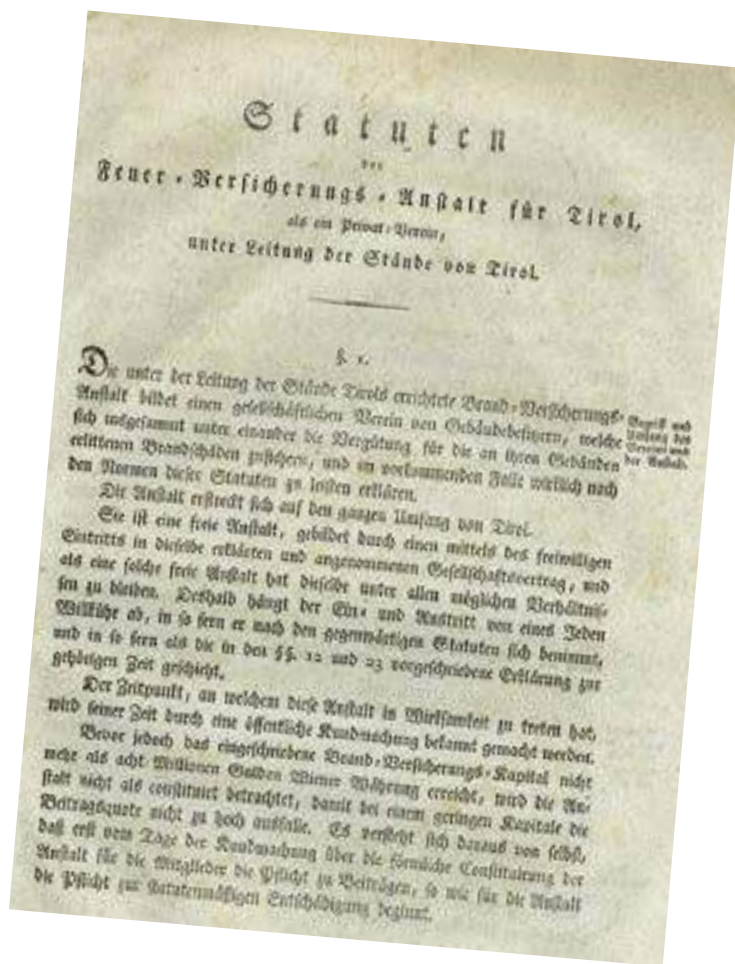 Statuten
der
Feuer-Versicherungs-Anstalt für Tirol,
als ein Privat-Verein,
unter Leitung der Stände von Tirol.
§. 1.
Die unter der Leitung der Stände Tirols errichtete Brand-Versicherungs-
Anstalt bildet einen gesellschäftlichen Verein von Gebäudebesitzern, welche
sich insgesammt unter einander die Vergütung für die an ihren Gebäuden
erlittenen Brandschäden zusichern, und im vorkommenden Falle wirklich nach
den Normen dieser Statuten zu leisten erklären.
Begriff und
Umfang des
Vereins und
der Anstalt.
Die Anstalt erstreckt sich auf den ganzen Umfang von Tirol.
Sie ist eine freie Anstalt, gebildet durch einen mittels des freiwilligen
Eintritts in dieselbe erklärten und angenommenen Gesellschaftsvertrag, und
als eine solche freie Anstalt hat dieselbe unter allen möglichen Verhältnis-
sen zu bleiben. Deshalb hängt der Ein- und Austritt von eines Jeden
Willkühr ab, in so fern er nach den gegenwärtigen Statuten sich benimmt,
und in so fern als die in den §§. 12 und 23 vorgeschriebene Erklärung zur
gehörigen Zeit geschieht.
Der Zeitpunkt, an welchem diese Anstalt in Wirksamkeit zu treten hat,
wird seiner Zeit durch eine öffentliche Kundmachung bekannt gemacht werden.
Bevor jedoch das eingeschriebene Brand-Versicherungs-Kapital nicht
mehr als acht Millionen Gulden Wiener Währung erreicht, wird die An-
stalt nicht als constituirt betrachtet, damit bei einem geringen Kapitale die
Beitragsquote nicht zu hoch ausfalle. Es versteht sich daraus von selbst,
daß erst vom Tage der Kundmachung über die förmliche Constituirung der
Anstalt für die Mitglieder die Pflicht zu Beiträgen, so wie für die Anstalt
die Pflicht zur statutenmäßigen Entschädigung beginnt.